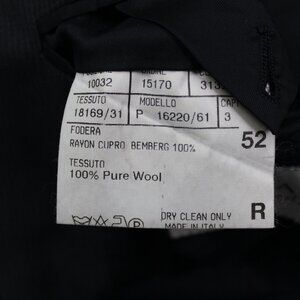 10032 15170
TESSUTO MODELLO
18169/31 P 16220/61 3
FODERA 52
RAYON CUPRO BEMBERG 100%
TESSUTO
100% Pure Wool
DRY CLEAN ONLY R
MADE IN ITALY